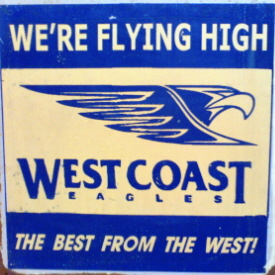 WE'RE FLYING HIGH
WEST COAST
EAGLES
THE BEST FROM THE WEST!